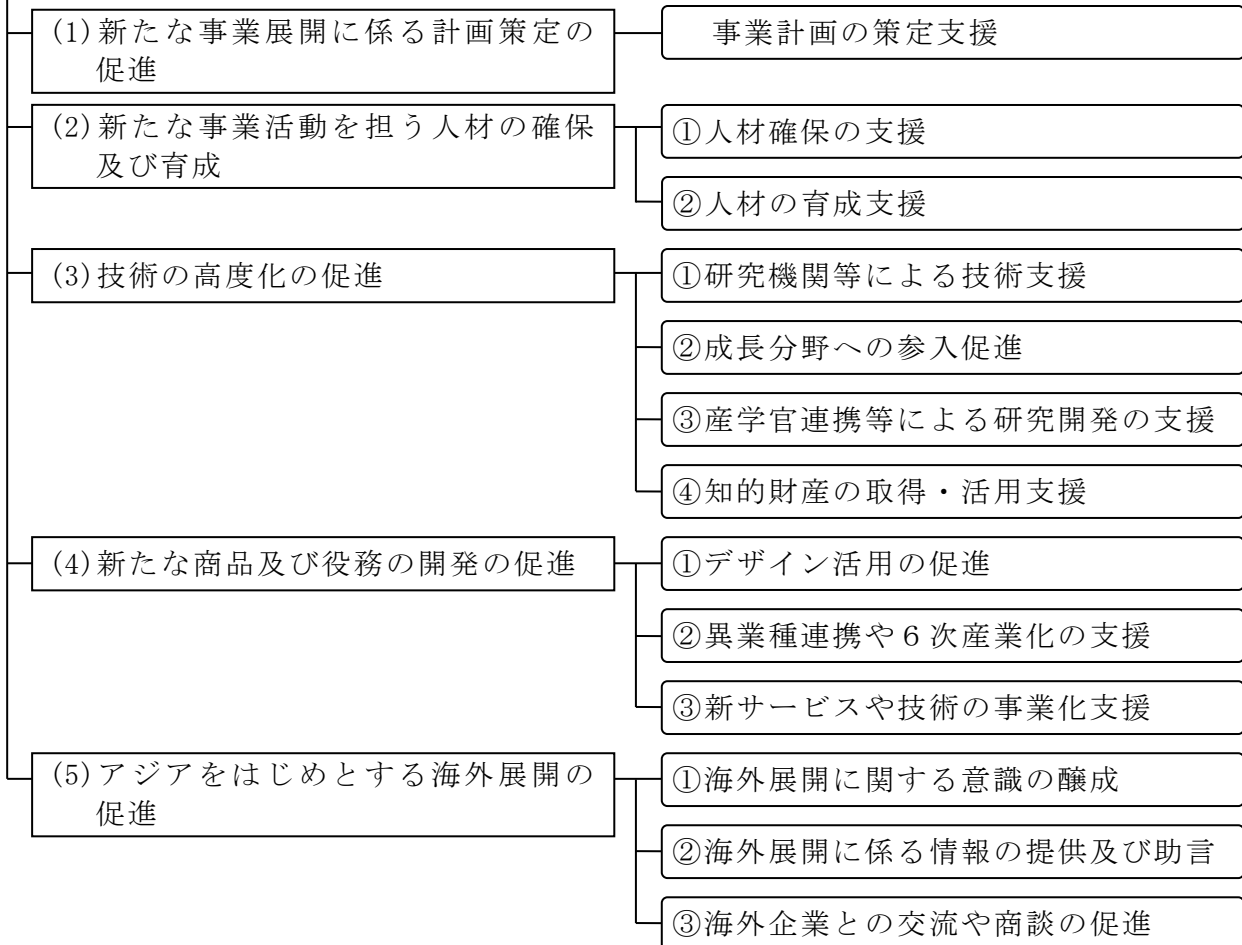 (1)新たな事業展開に係る計画策定の
促進
事業計画の策定支援
(2)新たな事業活動を担う人材の確保
及び育成
①人材確保の支援
②人材の育成支援
(3)技術の高度化の促進
①研究機関等による技術支援
②成長分野への参入促進
③産学官連携等による研究開発の支援
④知的財産の取得・活用支援
(4)新たな商品及び役務の開発の促進
①デザイン活用の促進
②異業種連携や６次産業化の支援
③新サービスや技術の事業化支援
(5)アジアをはじめとする海外展開の
促進
①海外展開に関する意識の醸成
②海外展開に係る情報の提供及び助言
③海外企業との交流や商談の促進